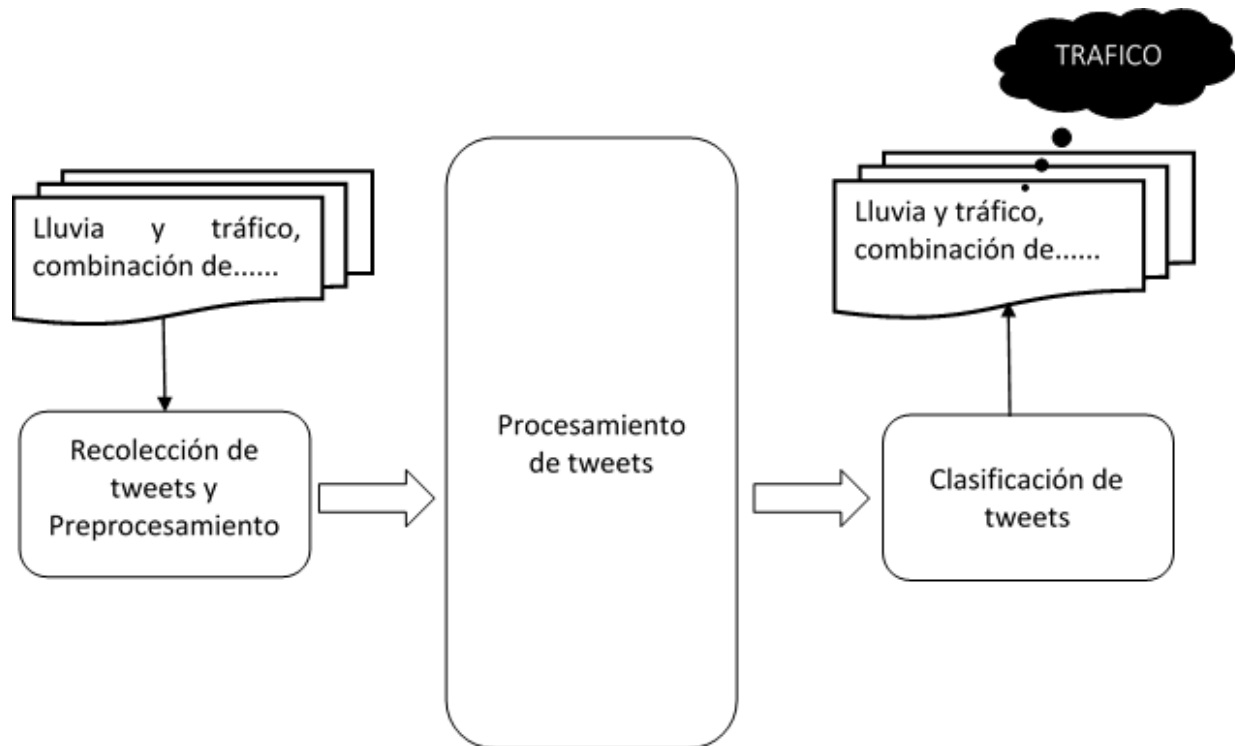 TRAFICO
Lluvia y tráfico,
combinación de......
Lluvia y tráfico,
combinación de......
Recolección de
tweets y
Preprocesamiento
Procesamiento
de tweets
Clasificación de
tweets